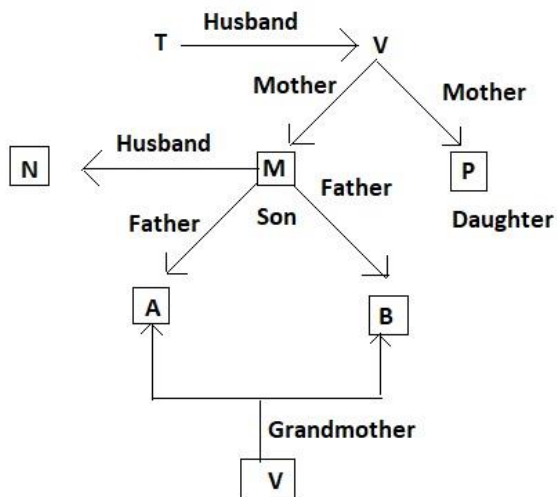 Husband
T V
Mother Mother
Husband
N M P
Father
Father Son Daughter
A B
Grandmother
V